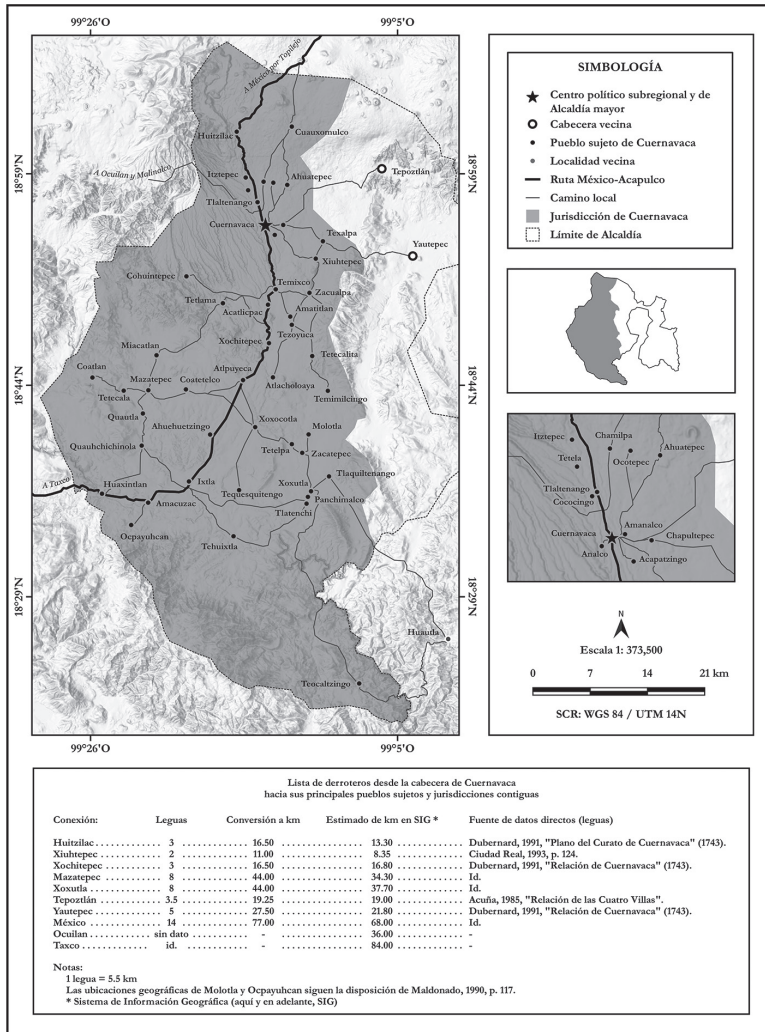 99°26'O
99°5'O
A México por Topilejo
Huitzilac
Cuauxomulco
A Ocuilan y Malinalco
18°59'N
18°59'N
Itztepec
Ahuatepec
Tepoztlán
Tlaltenango
Cuernavaca
Texalpa
Yautepec
Xiuhtepec
Cohuintepec
Temixco
Tetlama
Zacualpa
Acatlicpac
Amatitlan
Xochitepec
Tezoyuca
Miacatlan
Tetecalita
Coatlan
Atlpuyeca
18°44'N
18°44'N
Mazatepec
Coatetelco
Atlacholoaya
Tetecala
Temimilcingo
Quautla
Ahuehuetzingo
Xoxocotla
Molotla
Quauhchichinola
Tetelpa
Zacatepec
A Taxco
Huaxintlan
Ixtla
Xoxutla
Tlaquiltenango
Tequesquitengo
Panchimalco
Amacuzac
Tlatenchi
Ocpayuhcan
Tehuixtla
18°29'N
18°29'N
Huautla
Teocaltzingo
99°26'O
99°5'O
SIMBOLOGÍA
Centro político subregional y de
Alcaldía mayor
Cabecera vecina
Pueblo sujeto de Cuernavaca
Localidad vecina
Ruta México-Acapulco
Camino local
Jurisdicción de Cuernavaca
Límite de Alcaldía
Itztepec
Chamilpa
Ahuatepec
Tetela
Ocotepec
Tlaltenango
Cococingo
Cuernavaca
Amanalco
Chapultepec
Analco
Acapatzingo
N
Escala 1: 373,500
0 7 14 21 km
SCR: WGS 84 / UTM 14N
Lista de derroteros desde la cabecera de Cuernavaca
hacia sus principales pueblos sujetos y jurisdicciones contiguas
Conexión: Leguas Conversión a km Estimado de km en SIG * Fuente de datos directos (leguas)
Huitzilac . . . . . . . . . . . . 3 . . . . . . . . . . . . 16.50 . . . . . . . . . . . . 13.30 . . . . . . . . . . . . Dubernard, 1991, "Plano del Curato de Cuernavaca" (1743).
Xiuhtepec . . . . . . . . . . . . 2 . . . . . . . . . . . . 11.00 . . . . . . . . . . . . 8.35 . . . . . . . . . . . . Ciudad Real, 1993, p. 124.
Xochitepec . . . . . . . . . . . . 3 . . . . . . . . . . . . 16.50 . . . . . . . . . . . . 16.80 . . . . . . . . . . . . Dubernard, 1991, "Relación de Cuernavaca" (1743).
Mazatepec . . . . . . . . . . . . 8 . . . . . . . . . . . . 44.00 . . . . . . . . . . . . 34.30 . . . . . . . . . . . . Id.
Xoxutla . . . . . . . . . . . . 8 . . . . . . . . . . . . 44.00 . . . . . . . . . . . . 37.70 . . . . . . . . . . . . Id.
Tepoztlán . . . . . . . . . . . . 3.5 . . . . . . . . . . . . 19.25 . . . . . . . . . . . . 19.00 . . . . . . . . . . . . Acuña, 1985, "Relación de las Cuatro Villas".
Yautepec . . . . . . . . . . . . 5 . . . . . . . . . . . . 27.50 . . . . . . . . . . . . 21.80 . . . . . . . . . . . . Dubernard, 1991, "Relación de Cuernavaca" (1743).
México . . . . . . . . . . . . 14 . . . . . . . . . . . . 77.00 . . . . . . . . . . . . 68.00 . . . . . . . . . . . . Id.
Ocuilan . . . . . . . . . . . . sin dato - . . . . . . . . . . . . 36.00 . . . . . . . . . . . . -
Taxco . . . . . . . . . . . . id. - . . . . . . . . . . . . 84.00 . . . . . . . . . . . . -
Notas:
1 legua = 5.5 km
Las ubicaciones geográficas de Molotla y Ocpayuhcan siguen la disposición de Maldonado, 1990, p. 117.
* Sistema de Información Geográfica (aquí y en adelante, SIG)